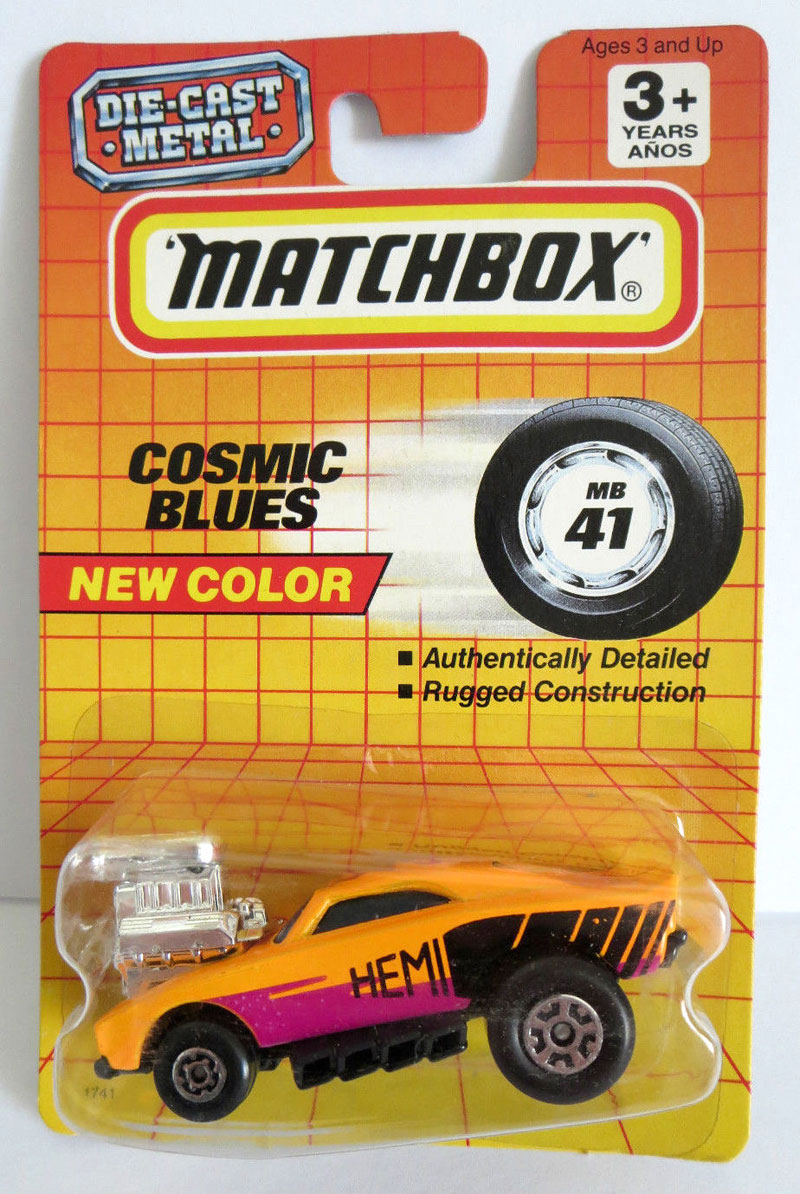 Ages 3 and Up
DIE-CAST
• METAL •
3+
YEARS
AÑOS
'MATCHBOX'®
COSMIC
BLUES
MB
41
NEW COLOR
■ Authentically Detailed
■ Rugged Construction
HEMI
1741